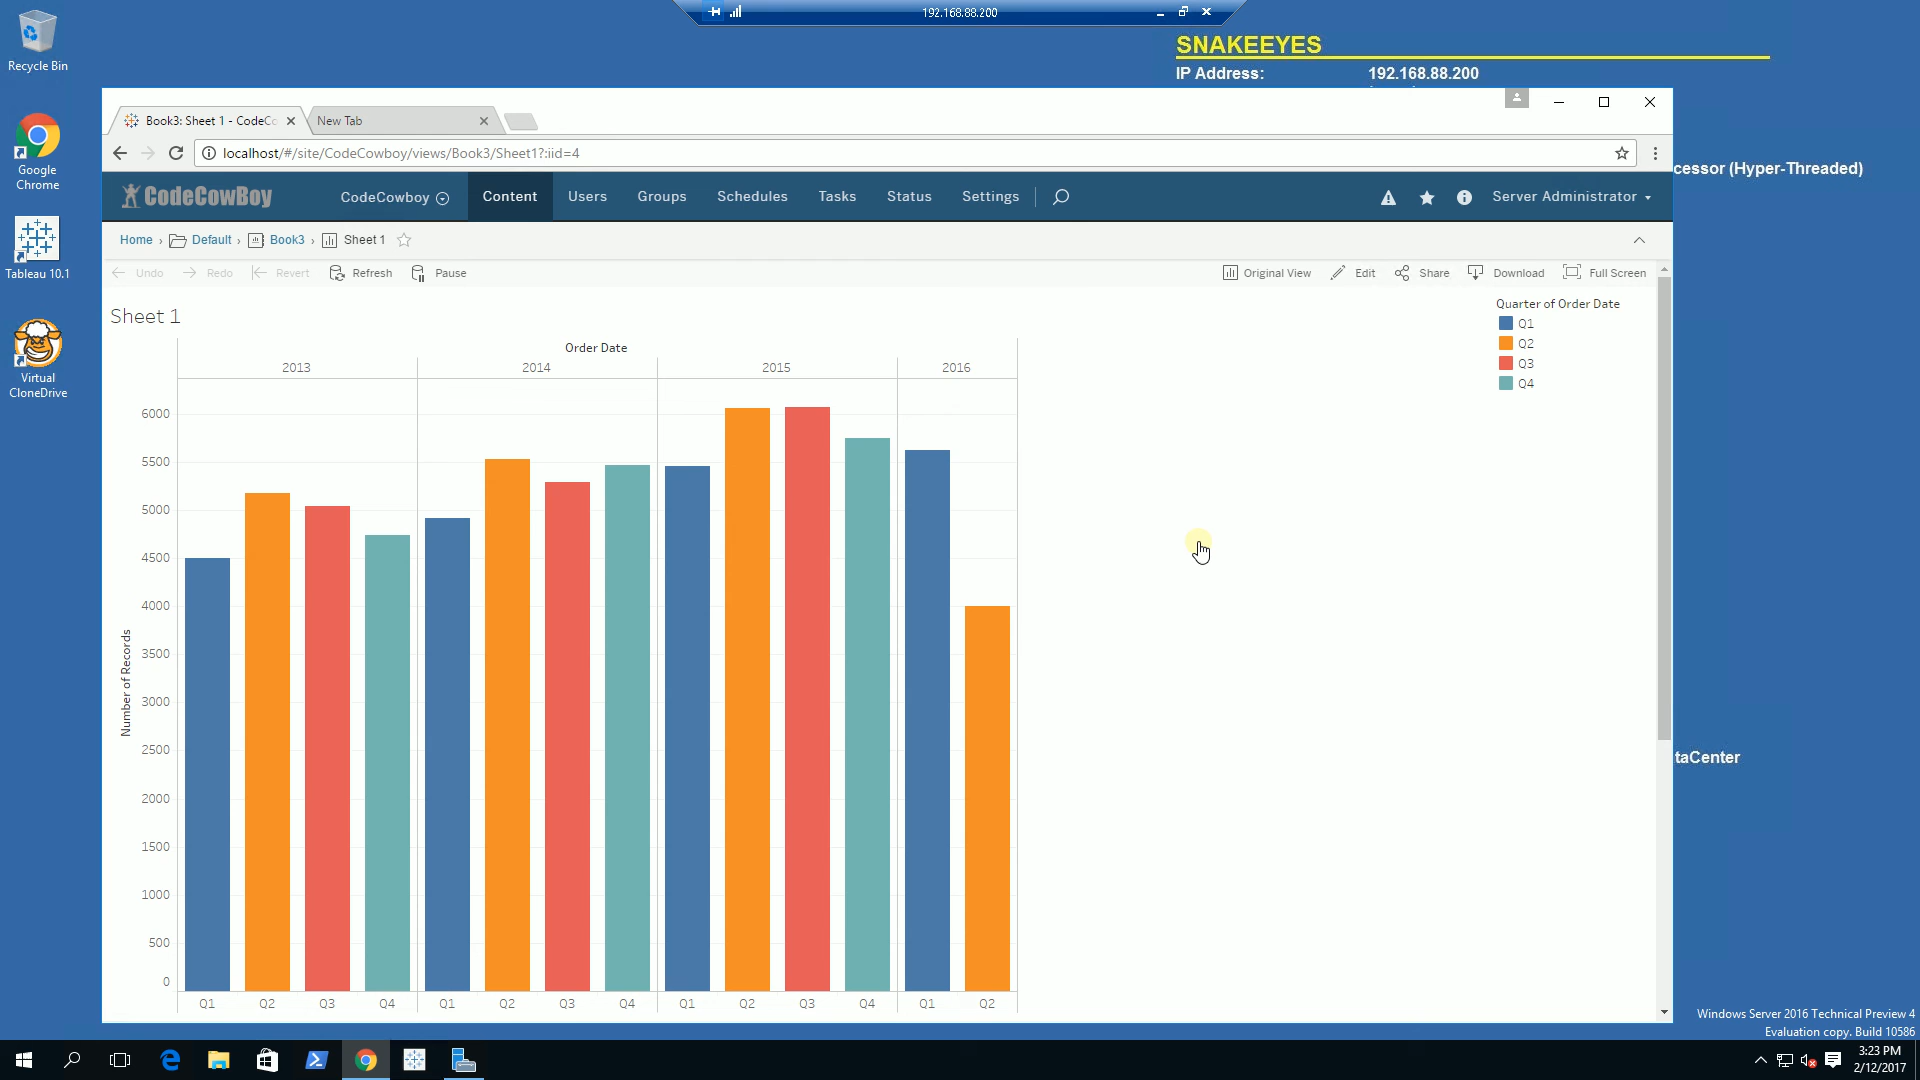 192.168.88.200
SNAKEEYES
IP Address: 192.168.88.200
Recycle Bin
Book3: Sheet 1 - CodeCo
New Tab
localhost/#/site/CodeCowboy/views/Book3/Sheet1?:iid=4
Google
Chrome
cessor (Hyper-Threaded)
CodeCowBoy
CodeCowboy Content Users Groups Schedules Tasks Status Settings Server Administrator
Home › Default › Book3 › Sheet 1
Tableau 10.1
Undo Redo Revert Refresh Pause Original View Edit Share Download Full Screen
Sheet 1
Quarter of Order Date
Q1
Q2
Q3
Q4
Order Date
2013 2014 2015 2016
Virtual
CloneDrive
Number of Records
6000
5500
5000
4500
4000
3500
3000
2500
2000
1500
1000
500
0
Q1 Q2 Q3 Q4 Q1 Q2 Q3 Q4 Q1 Q2 Q3 Q4 Q1 Q2
taCenter
Windows Server 2016 Technical Preview 4
Evaluation copy. Build 10586
3:23 PM
2/12/2017